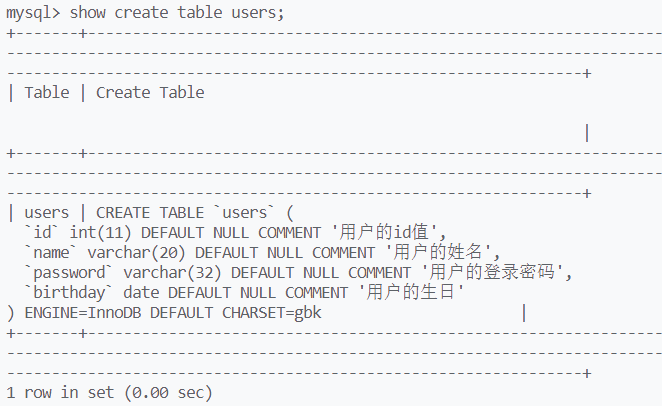 mysql> show create table users;
+-------+----------------------------------------------------------------
--------------------------------------------------------------------------
-----------------------------------------------------------------+
| Table | Create Table
|
+-------+----------------------------------------------------------------
--------------------------------------------------------------------------
-----------------------------------------------------------------+
| users | CREATE TABLE `users` (
`id` int(11) DEFAULT NULL COMMENT '用户的id值',
`name` varchar(20) DEFAULT NULL COMMENT '用户的姓名',
`password` varchar(32) DEFAULT NULL COMMENT '用户的登录密码',
`birthday` date DEFAULT NULL COMMENT '用户的生日'
) ENGINE=InnoDB DEFAULT CHARSET=gbk |
+-------+----------------------------------------------------------------
--------------------------------------------------------------------------
-----------------------------------------------------------------+
1 row in set (0.00 sec)